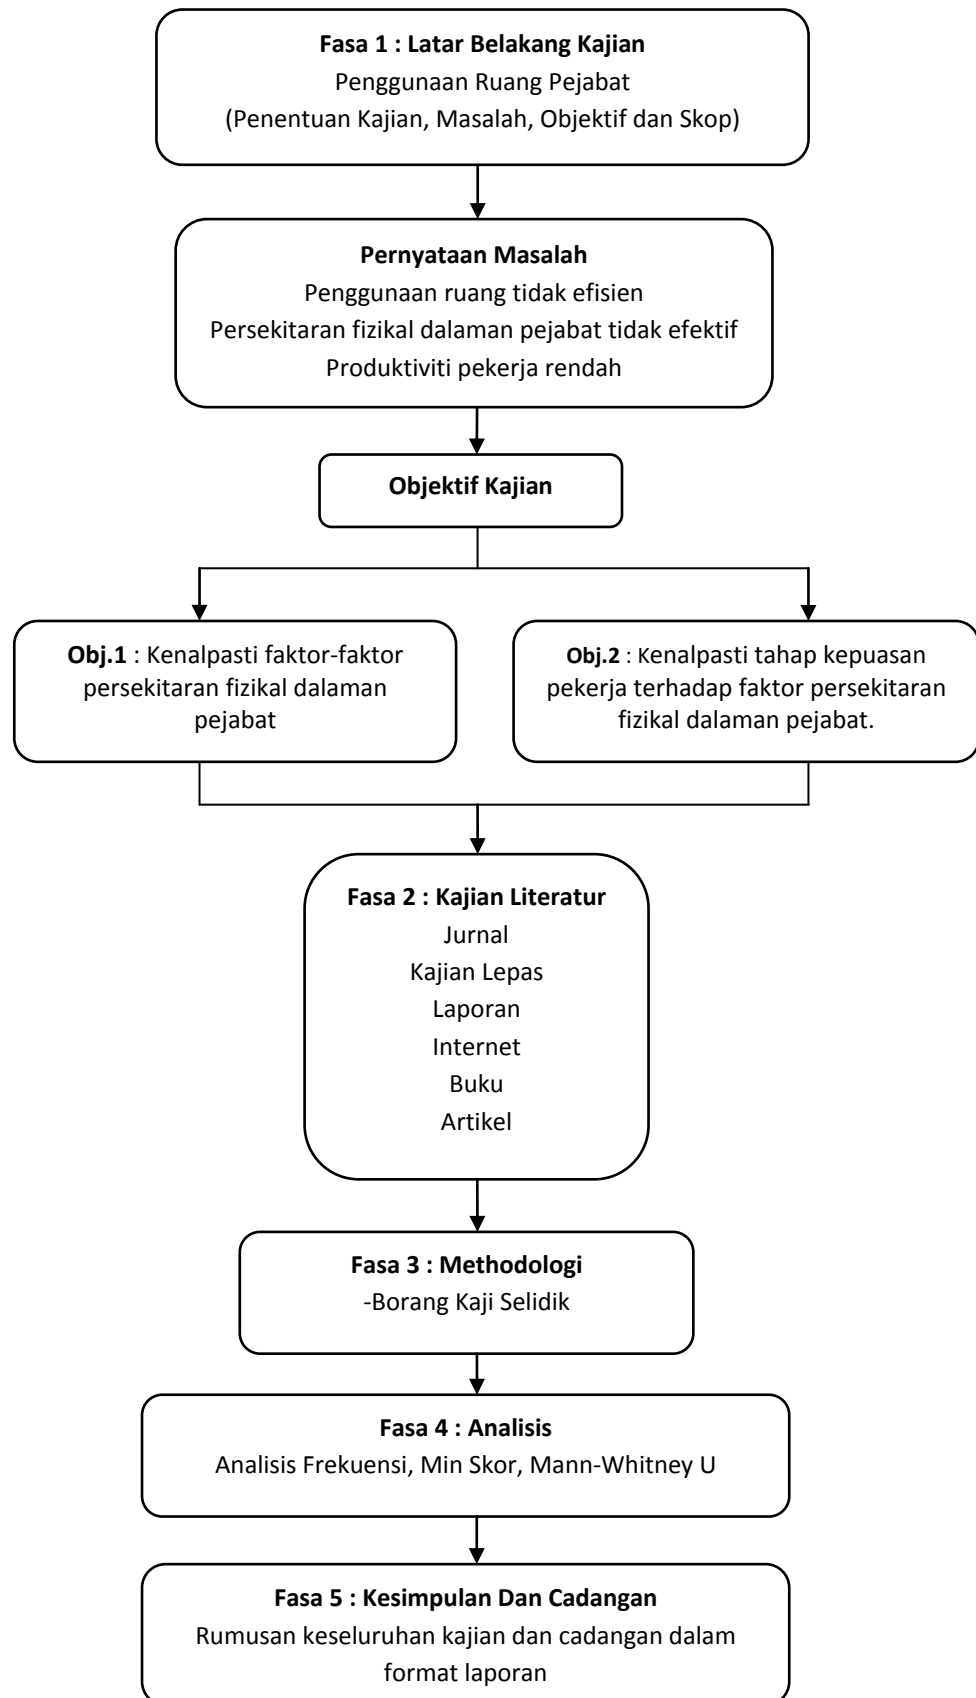 Fasa 1 : Latar Belakang Kajian
Penggunaan Ruang Pejabat
(Penentuan Kajian, Masalah, Objektif dan Skop)
Pernyataan Masalah
Penggunaan ruang tidak efisien
Persekitaran fizikal dalaman pejabat tidak efektif
Produktiviti pekerja rendah
Objektif Kajian
Obj.1 : Kenalpasti faktor-faktor
persekitaran fizikal dalaman
pejabat
Obj.2 : Kenalpasti tahap kepuasan
pekerja terhadap faktor persekitaran
fizikal dalaman pejabat.
Fasa 2 : Kajian Literatur
Jurnal
Kajian Lepas
Laporan
Internet
Buku
Artikel
Fasa 3 : Methodologi
-Borang Kaji Selidik
Fasa 4 : Analisis
Analisis Frekuensi, Min Skor, Mann-Whitney U
Fasa 5 : Kesimpulan Dan Cadangan
Rumusan keseluruhan kajian dan cadangan dalam
format laporan